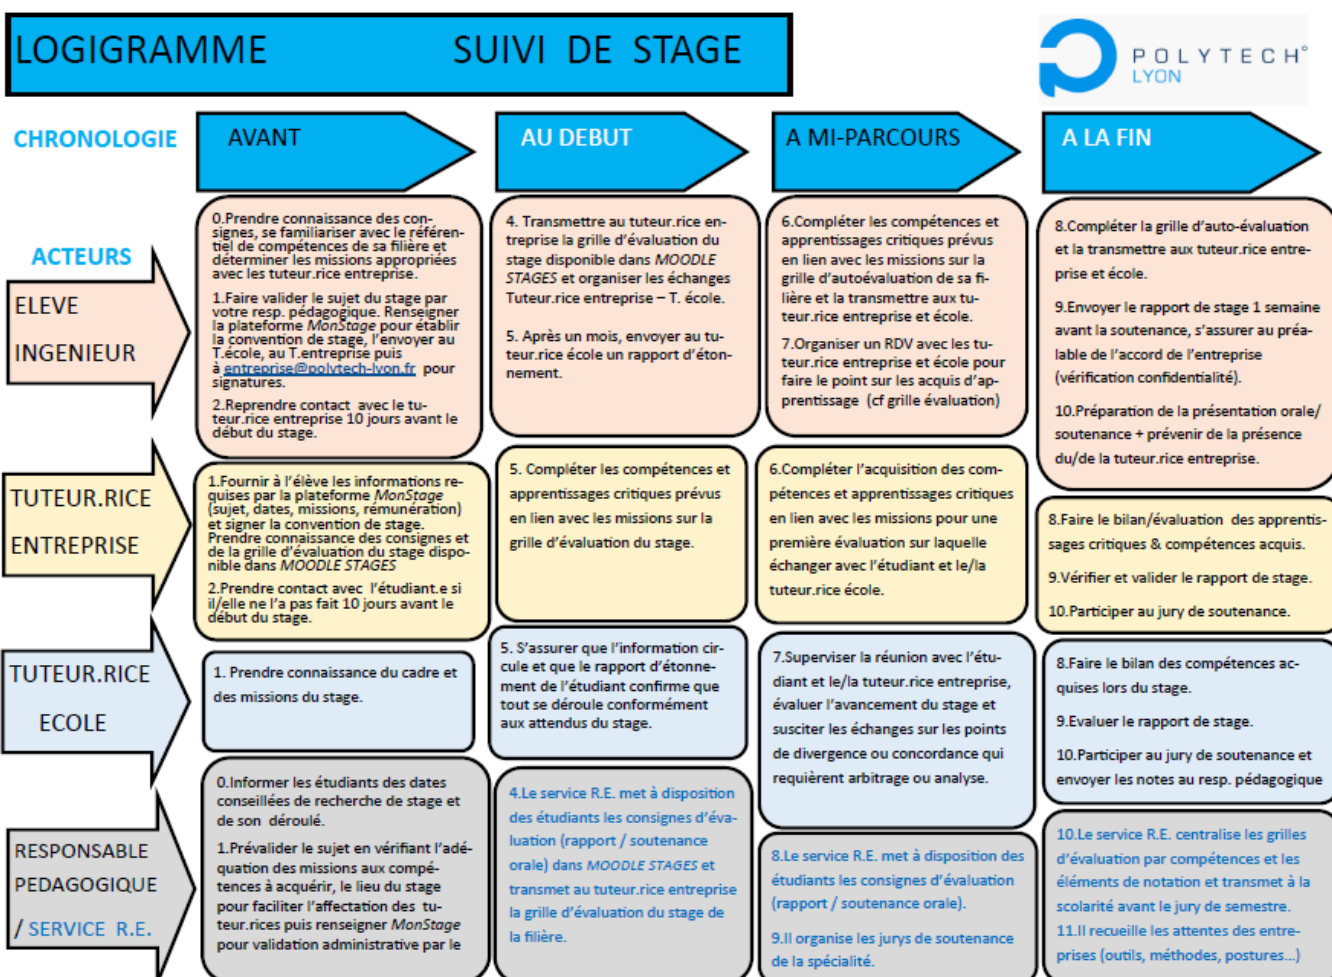 LOGIGRAMME SUIVI DE STAGE
POLYTECH°
LYON
CHRONOLOGIE
AVANT
AU DEBUT
A MI-PARCOURS
A LA FIN
ACTEURS
ELEVE
INGENIEUR
0.Prendre connaissance des con-
signes, se familiariser avec le référen-
tiel de compétences de sa filière et
déterminer les missions appropriées
avec les tuteur.rice entreprise.
1.Faire valider le sujet du stage par
votre resp. pédagogique. Renseigner
la plateforme MonStage pour établir
la convention de stage, l'envoyer au
T.école, au T.entreprise puis
à entreprise@polytech-lyon.fr pour
signatures.
2.Reprendre contact avec le tu-
teur.rice entreprise 10 jours avant le
début du stage.
4. Transmettre au tuteur.rice en-
treprise la grille d'évaluation du
stage disponible dans MOODLE
STAGES et organiser les échanges
Tuteur.rice entreprise – T. école.
5. Après un mois, envoyer au tu-
teur.rice école un rapport d'éton-
nement.
6.Compléter les compétences et
apprentissages critiques prévus
en lien avec les missions sur la
grille d'autoévaluation de sa fi-
lière et la transmettre aux tu-
teur.rice entreprise et école.
7.Organiser un RDV avec les tu-
teur.rice entreprise et école pour
faire le point sur les acquis d'ap-
prentissage (cf grille évaluation)
8.Compléter la grille d'auto-évaluation
et la transmettre aux tuteur.rice entre-
prise et école.
9.Envoyer le rapport de stage 1 semaine
avant la soutenance, s'assurer au préa-
lable de l'accord de l'entreprise
(vérification confidentialité).
10.Préparation de la présentation orale/
soutenance + prévenir de la présence
du/de la tuteur.rice entreprise.
TUTEUR.RICE
ENTREPRISE
1.Fournir à l'élève les informations re-
quises par la plateforme MonStage
(sujet, dates, missions, rémunération)
et signer la convention de stage.
Prendre connaissance des consignes et
de la grille d'évaluation du stage dispo-
nible dans MOODLE STAGES
2.Prendre contact avec l'étudiant.e si
il/elle ne l'a pas fait 10 jours avant le
début du stage.
5. Compléter les compétences et
apprentissages critiques prévus
en lien avec les missions sur la
grille d'évaluation du stage.
6.Compléter l'acquisition des com-
pétences et apprentissages critiques
en lien avec les missions pour une
première évaluation sur laquelle
échanger avec l'étudiant et le/la
tuteur.rice école.
8.Faire le bilan/évaluation des apprentis-
sages critiques & compétences acquis.
9.Vérifier et valider le rapport de stage.
10.Participer au jury de soutenance.
TUTEUR.RICE
ECOLE
1. Prendre connaissance du cadre et
des missions du stage.
5. S'assurer que l'information cir-
cule et que le rapport d'étonne-
ment de l'étudiant confirme que
tout se déroule conformément
aux attendus du stage.
7.Superviser la réunion avec l'étu-
diant et le/la tuteur.rice entreprise,
évaluer l'avancement du stage et
susciter les échanges sur les points
de divergence ou concordance qui
requièrent arbitrage ou analyse.
8.Faire le bilan des compétences ac-
quises lors du stage.
9.Evaluer le rapport de stage.
10.Participer au jury de soutenance et
envoyer les notes au resp. pédagogique
RESPONSABLE
PEDAGOGIQUE
/ SERVICE R.E.
0.Informer les étudiants des dates
conseillées de recherche de stage et
de son déroulé.
1.Prévalider le sujet en vérifiant l'adé-
quation des missions aux compé-
tences à acquérir, le lieu du stage
pour faciliter l'affectation des tu-
teur.rices puis renseigner MonStage
pour validation administrative par le
4.Le service R.E. met à disposition
des étudiants les consignes d'éva-
luation (rapport / soutenance
orale) dans MOODLE STAGES et
transmet au tuteur.rice entreprise
la grille d'évaluation du stage de
la filière.
8.Le service R.E. met à disposition des
étudiants les consignes d'évaluation
(rapport / soutenance orale).
9.Il organise les jurys de soutenance
de la spécialité.
10.Le service R.E. centralise les grilles
d'évaluation par compétences et les
éléments de notation et transmet à la
scolarité avant le jury de semestre.
11.Il recueille les attentes des entre-
prises (outils, méthodes, postures...)